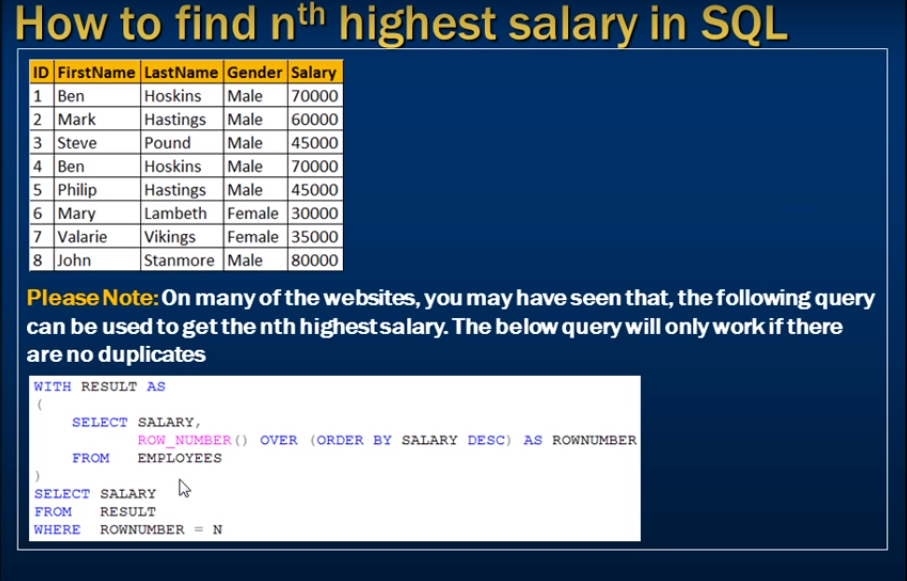 How to find nth highest salary in SQL
ID FirstName LastName Gender Salary
1 Ben Hoskins Male 70000
2 Mark Hastings Male 60000
3 Steve Pound Male 45000
4 Ben Hoskins Male 70000
5 Philip Hastings Male 45000
6 Mary Lambeth Female 30000
7 Valarie Vikings Female 35000
8 John Stanmore Male 80000
Please Note: On many of the websites, you may have seen that, the following query
can be used to get the nth highest salary. The below query will only work if there
are no duplicates
WITH RESULT AS
(
SELECT SALARY,
ROW_NUMBER() OVER (ORDER BY SALARY DESC) AS ROWNUMBER
FROM EMPLOYEES
)
SELECT SALARY
FROM RESULT
WHERE ROWNUMBER = N